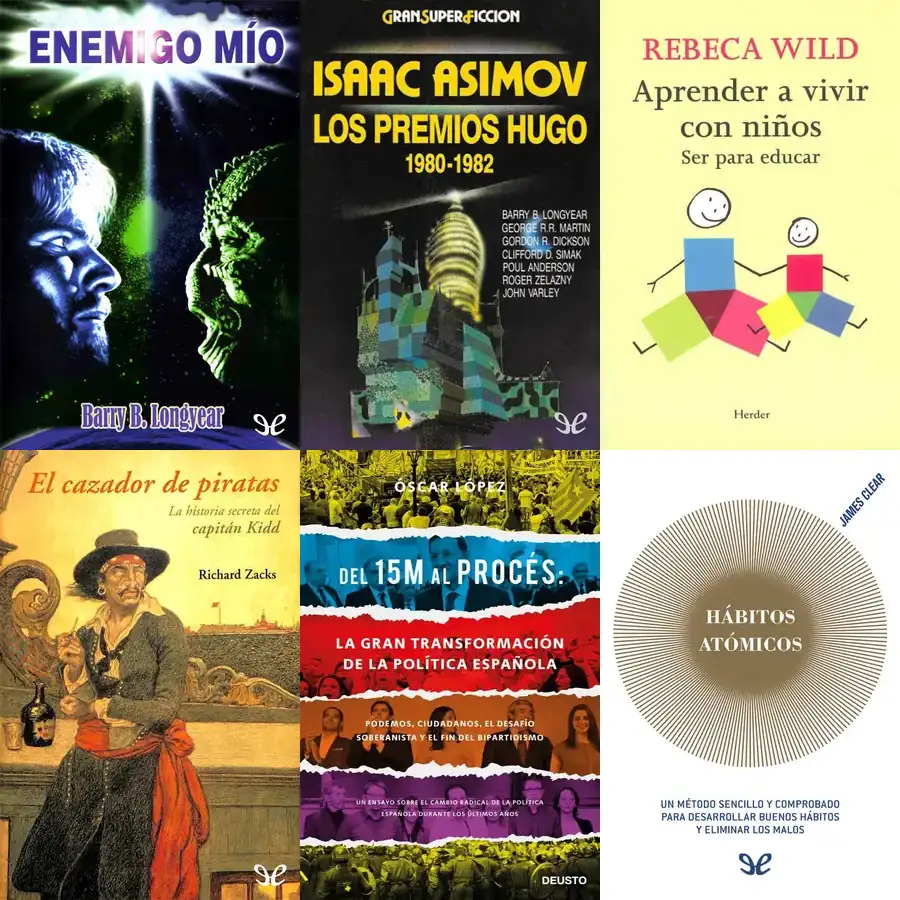 ENEMIGO MÍO
Barry B. Longyear
GRANSUPERFICCION
ISAAC ASIMOV
LOS PREMIOS HUGO
1980-1982
BARRY B. LONGYEAR
GEORGE R.R. MARTIN
GORDON R. DICKSON
CLIFFORD D. SIMAK
POUL ANDERSON
ROGER ZELAZNY
JOHN VARLEY
REBECA WILD
Aprender a vivir
con niños
Ser para educar
Herder
El cazador de piratas
La historia secreta del
capitán Kidd
Richard Zacks
ÓSCAR LÓPEZ
DEL 15M AL PROCÉS:
LA GRAN TRANSFORMACIÓN
DE LA POLÍTICA ESPAÑOLA
PODEMOS, CIUDADANOS, EL DESAFÍO
SOBERANISTA Y EL FIN DEL BIPARTIDISMO
UN ENSAYO SOBRE EL CAMBIO RADICAL DE LA POLÍTICA
ESPAÑOLA DURANTE LOS ÚLTIMOS AÑOS
DEUSTO
JAMES CLEAR
HÁBITOS
ATÓMICOS
UN MÉTODO SENCILLO Y COMPROBADO
PARA DESARROLLAR BUENOS HÁBITOS
Y ELIMINAR LOS MALOS